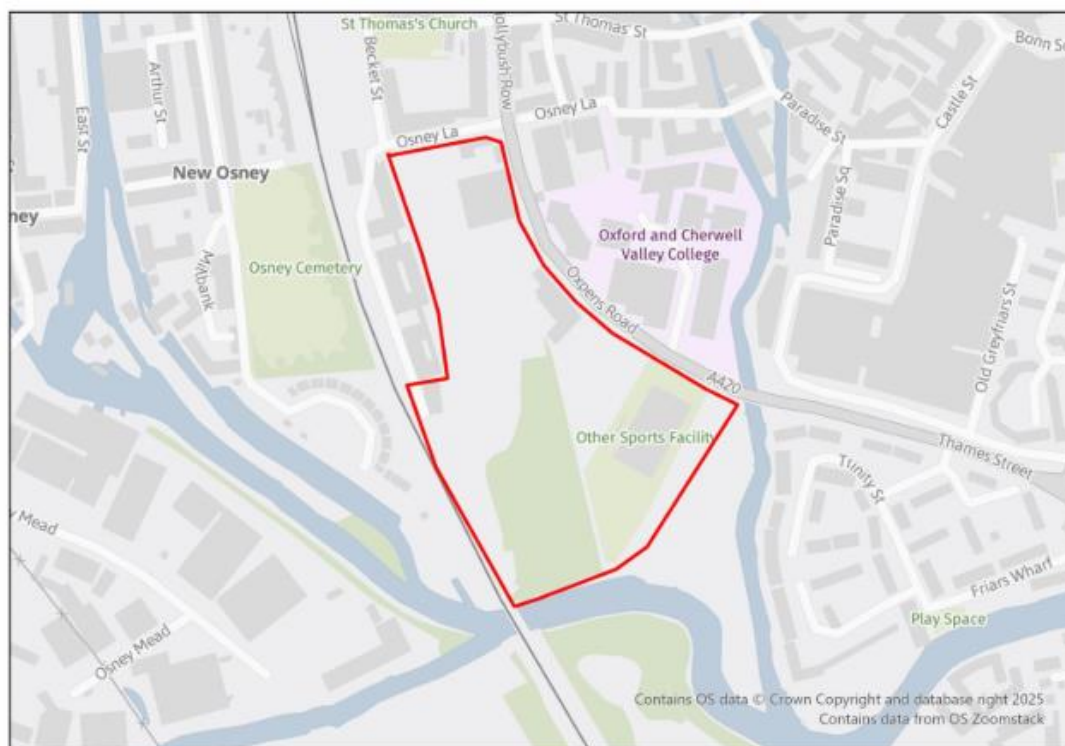 St Thomas's Church
St Thomas' St
Bonn Sq
Hollybush Row
Becket St
Arthur St
East St
Osney La
Osney La
Paradise St
Castle St
New Osney
ney
Paradise Sq
Oxford and Cherwell
Valley College
Osney Cemetery
Millbank
Oxpens Road
Old Greyfriars St
A420
Other Sports Facility
Thames Street
Trinity St
y Mead
Friars Wharf
Play Space
Osney Mead
Contains OS data © Crown Copyright and database right 2025
Contains data from OS Zoomstack